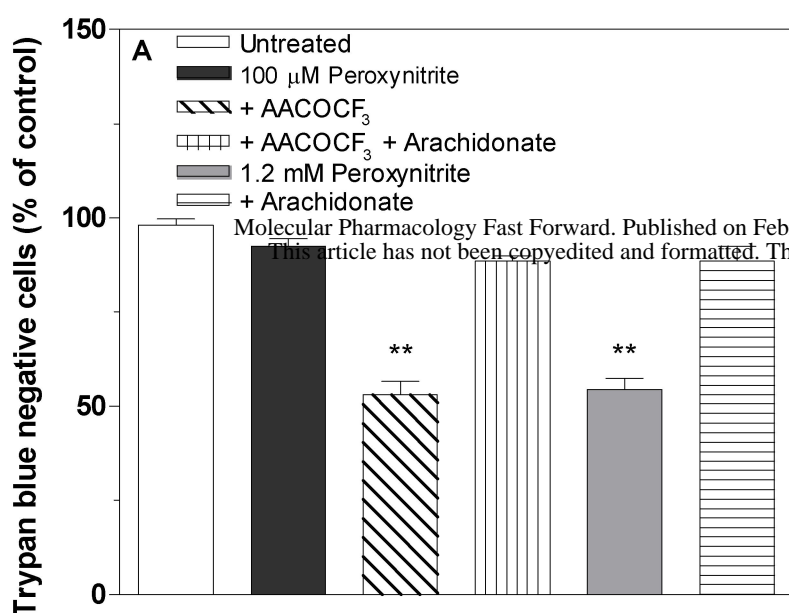 150
A
Untreated
100 μM Peroxynitrite
+ AACOCF3
+ AACOCF3 + Arachidonate
1.2 mM Peroxynitrite
+ Arachidonate
100
Molecular Pharmacology Fast Forward. Published on Feb
This article has not been copyedited and formatted. Th
** **
50
0
Trypan blue negative cells (% of control)